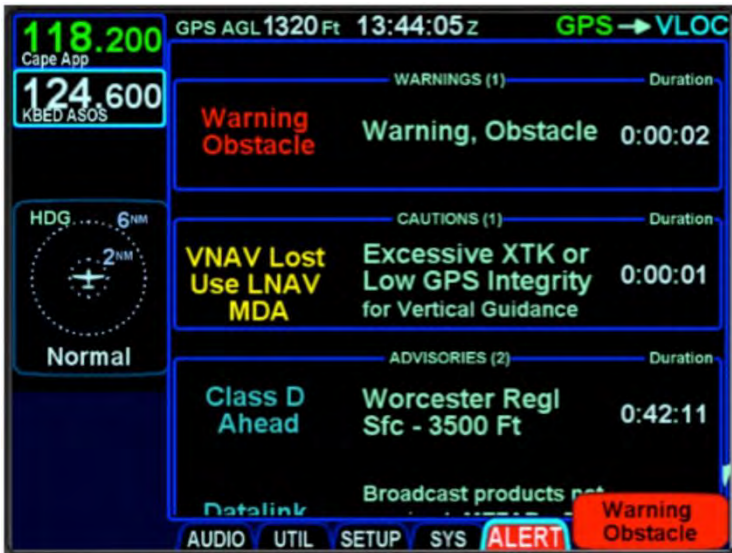 118.200
Cape App
GPS AGL 1320 Ft 13:44:05 Z GPS → VLOC
124.600
KBED ASOS
WARNINGS (1) Duration
Warning
Obstacle
Warning, Obstacle
0:00:02
HDG 6NM
2NM
Normal
CAUTIONS (1) Duration
VNAV Lost
Use LNAV
MDA
Excessive XTK or
Low GPS Integrity
for Vertical Guidance
0:00:01
ADVISORIES (2) Duration
Class D
Ahead
Worcester Regl
Sfc - 3500 Ft
0:42:11
Datalink
Broadcast products not
Warning
Obstacle
AUDIO UTIL SETUP SYS ALERT